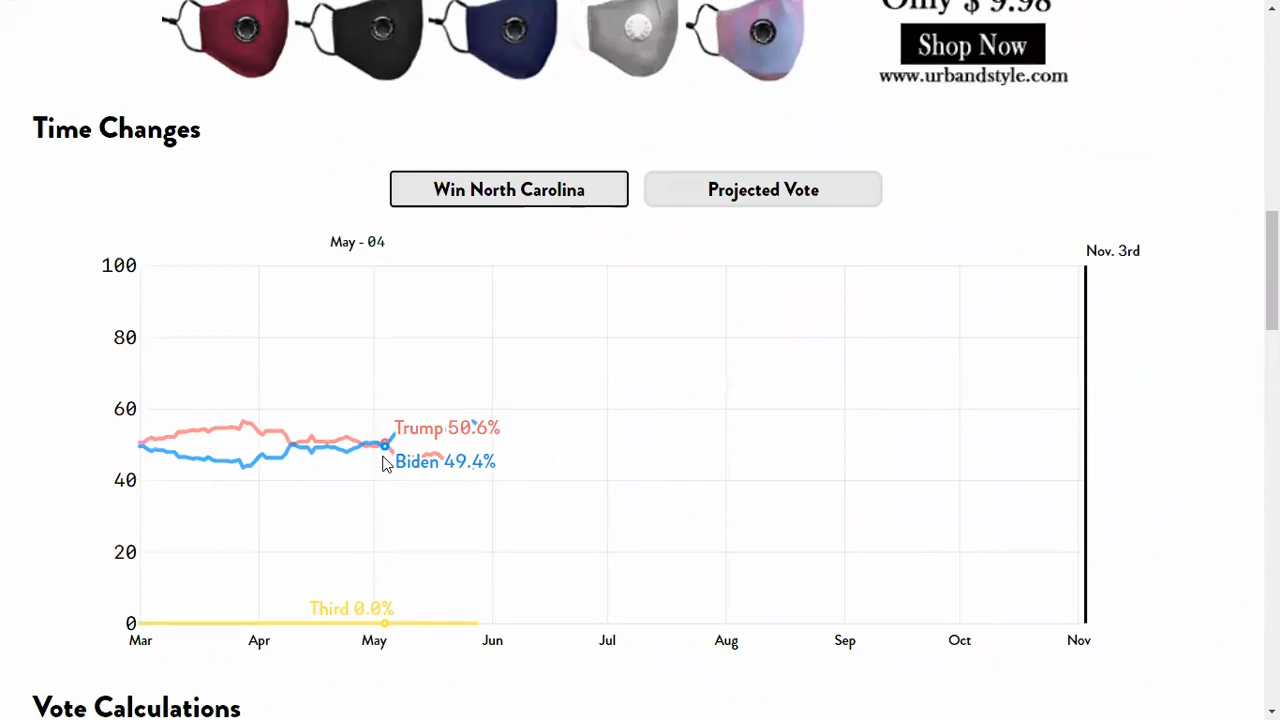 Only $ 9.98
Shop Now
www.urbandstyle.com
Time Changes
Win North Carolina
Projected Vote
May - 04
Nov. 3rd
100
80
60
40
20
0
Trump 50.6%
Biden 49.4%
Third 0.0%
Mar
Apr
May
Jun
Jul
Aug
Sep
Oct
Nov
Vote Calculations